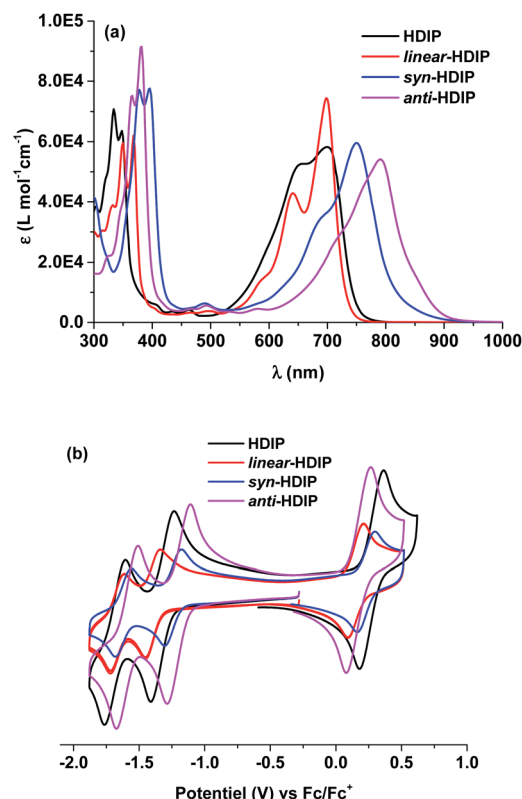 (a)
HDIP
linear-HDIP
syn-HDIP
anti-HDIP
1.0E5
8.0E4
6.0E4
4.0E4
2.0E4
0.0
ε (L mol⁻¹cm⁻¹)
300 400 500 600 700 800 900 1000
λ (nm)
(b)
HDIP
linear-HDIP
syn-HDIP
anti-HDIP
-2.0 -1.5 -1.0 -0.5 0.0 0.5 1.0
Potentiel (V) vs Fc/Fc⁺